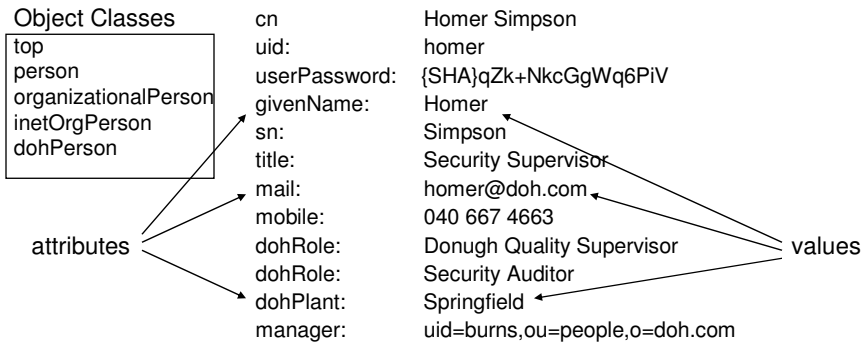 Object Classes
top
person
organizationalPerson
inetOrgPerson
dohPerson
attributes
cn Homer Simpson
uid: homer
userPassword: {SHA}qZk+NkcGgWq6PiV
givenName: Homer
sn: Simpson
title: Security Supervisor
mail: homer@doh.com
mobile: 040 667 4663
dohRole: Donugh Quality Supervisor
dohRole: Security Auditor
dohPlant: Springfield
manager: uid=burns,ou=people,o=doh.com
values